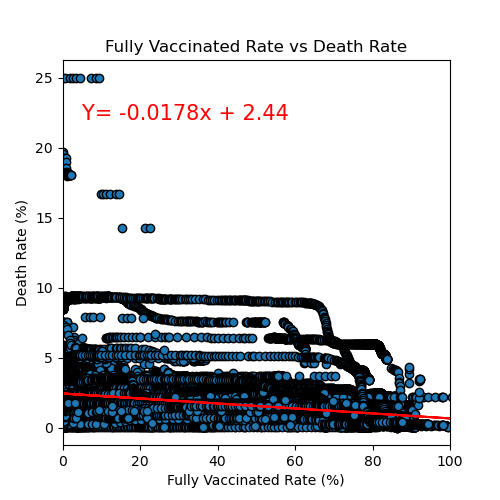 Fully Vaccinated Rate vs Death Rate
Y= -0.0178x + 2.44
Death Rate (%)
25
20
15
10
5
0
0 20 40 60 80 100
Fully Vaccinated Rate (%)